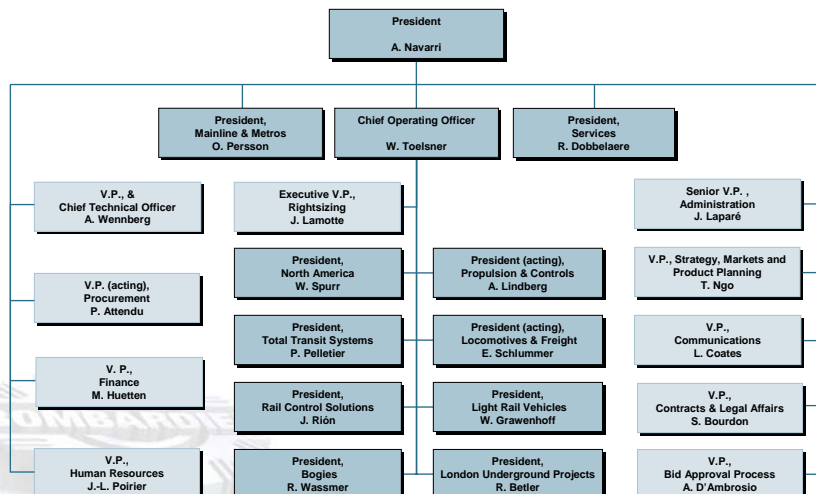 President
A. Navarri
President,
Mainline & Metros
O. Persson
Chief Operating Officer
W. Toelsner
President,
Services
R. Dobbelaere
V.P., &
Chief Technical Officer
A. Wennberg
Executive V.P.,
Rightsizing
J. Lamotte
Senior V.P. ,
Administration
J. Laparé
President,
North America
W. Spurr
President (acting),
Propulsion & Controls
A. Lindberg
V.P., Strategy, Markets and
Product Planning
T. Ngo
V.P. (acting),
Procurement
P. Attendu
President,
Total Transit Systems
P. Pelletier
President (acting),
Locomotives & Freight
E. Schlummer
V.P.,
Communications
L. Coates
V. P.,
Finance
M. Huetten
President,
Rail Control Solutions
J. Rión
President,
Light Rail Vehicles
W. Grawenhoff
V.P.,
Contracts & Legal Affairs
S. Bourdon
V.P.,
Human Resources
J.-L. Poirier
President,
Bogies
R. Wassmer
President,
London Underground Projects
R. Betler
V.P.,
Bid Approval Process
A. D'Ambrosio